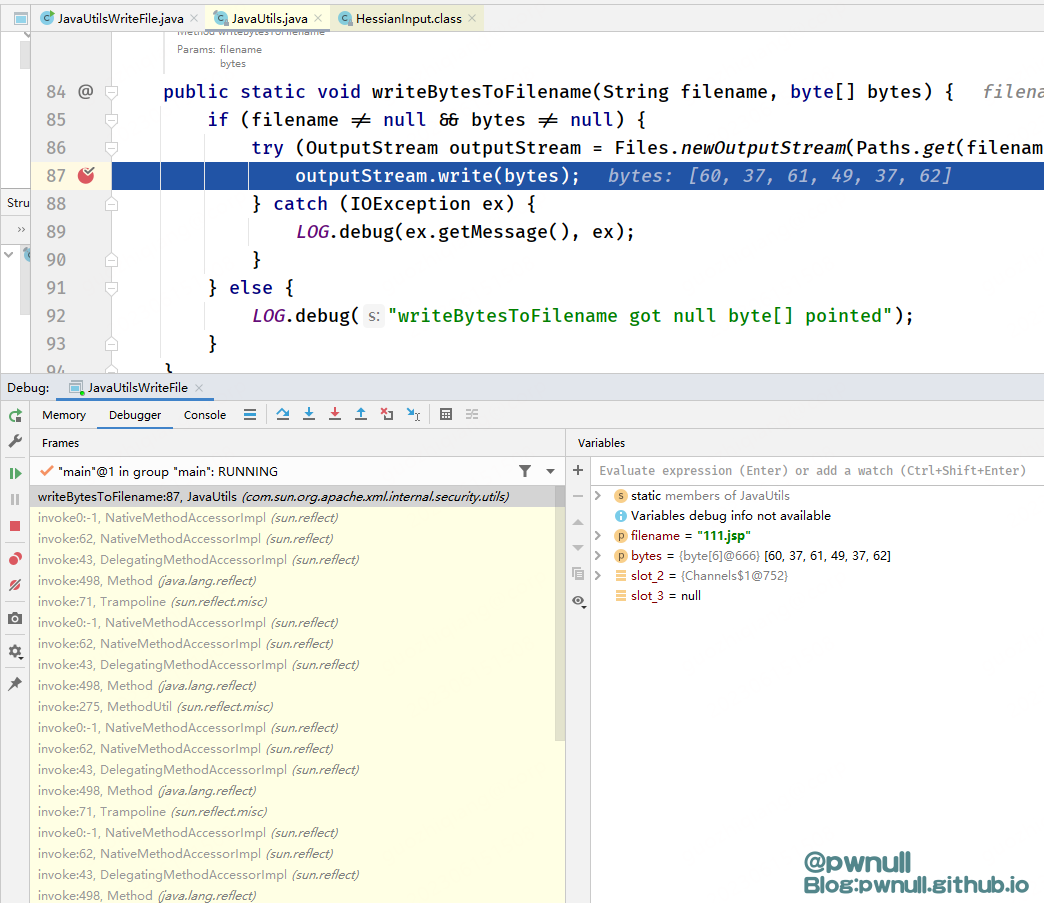 JavaUtilsWriteFile.java JavaUtils.java HessianInput.class
Method writeBytesToFilename
Params: filename
bytes
84 @ public static void writeBytesToFilename(String filename, byte[] bytes) { filena
85 if (filename ≠ null && bytes ≠ null) {
86 try (OutputStream outputStream = Files.newOutputStream(Paths.get(filenam
87 outputStream.write(bytes); bytes: [60, 37, 61, 49, 37, 62]
88 } catch (IOException ex) {
Stru
89 LOG.debug(ex.getMessage(), ex);
90 }
91 } else {
92 LOG.debug( s: "writeBytesToFilename got null byte[] pointed");
93 }
94 }
Debug: JavaUtilsWriteFile
Memory Debugger Console
Frames
Variables
"main"@1 in group "main": RUNNING
Evaluate expression (Enter) or add a watch (Ctrl+Shift+Enter)
writeBytesToFilename:87, JavaUtils (com.sun.org.apache.xml.internal.security.utils)
invoke0:-1, NativeMethodAccessorImpl (sun.reflect)
invoke:62, NativeMethodAccessorImpl (sun.reflect)
invoke:43, DelegatingMethodAccessorImpl (sun.reflect)
invoke:498, Method (java.lang.reflect)
invoke:71, Trampoline (sun.reflect.misc)
invoke0:-1, NativeMethodAccessorImpl (sun.reflect)
invoke:62, NativeMethodAccessorImpl (sun.reflect)
invoke:43, DelegatingMethodAccessorImpl (sun.reflect)
invoke:498, Method (java.lang.reflect)
invoke:275, MethodUtil (sun.reflect.misc)
invoke0:-1, NativeMethodAccessorImpl (sun.reflect)
invoke:62, NativeMethodAccessorImpl (sun.reflect)
invoke:43, DelegatingMethodAccessorImpl (sun.reflect)
invoke:498, Method (java.lang.reflect)
invoke:71, Trampoline (sun.reflect.misc)
invoke0:-1, NativeMethodAccessorImpl (sun.reflect)
invoke:62, NativeMethodAccessorImpl (sun.reflect)
invoke:43, DelegatingMethodAccessorImpl (sun.reflect)
invoke:498, Method (java.lang.reflect)
static members of JavaUtils
Variables debug info not available
filename = "111.jsp"
bytes = {byte[6]@666} [60, 37, 61, 49, 37, 62]
slot_2 = {Channels$1@752}
slot_3 = null
@pwnull
Blog:pwnull.github.io